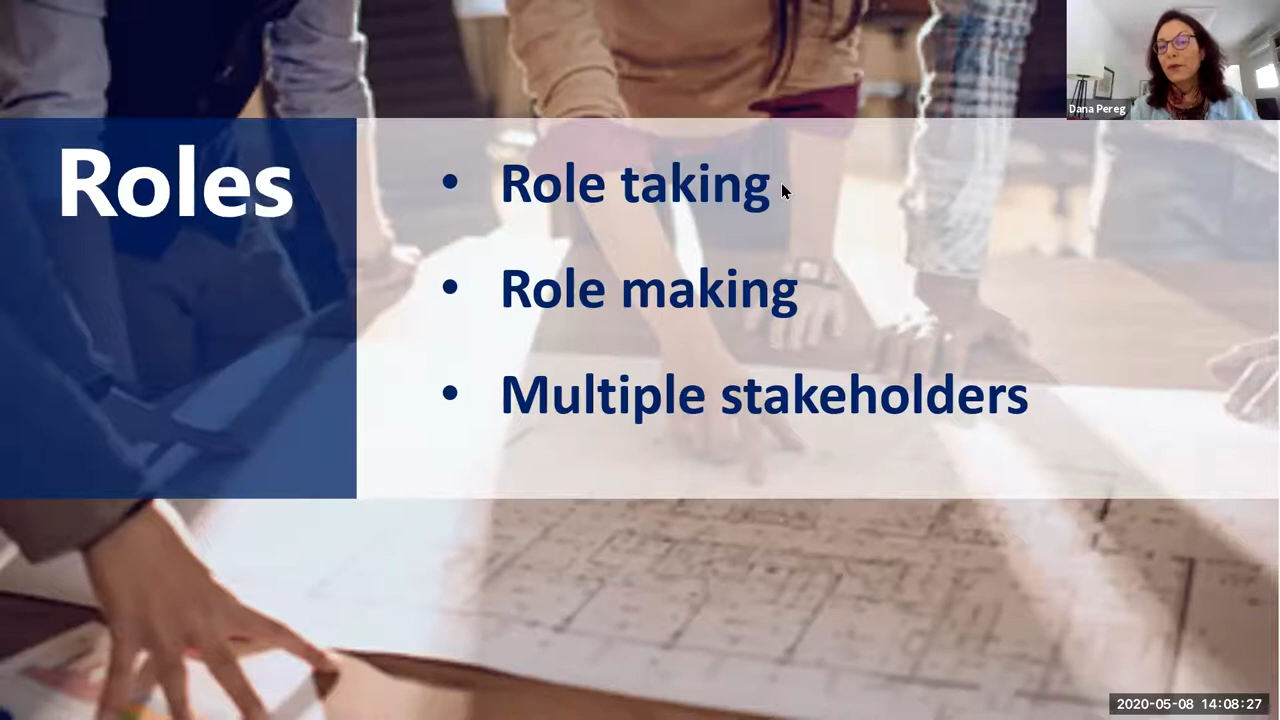 Dana Pereg
Roles
• Role taking
• Role making
• Multiple stakeholders
2020-05-08 14:08:27